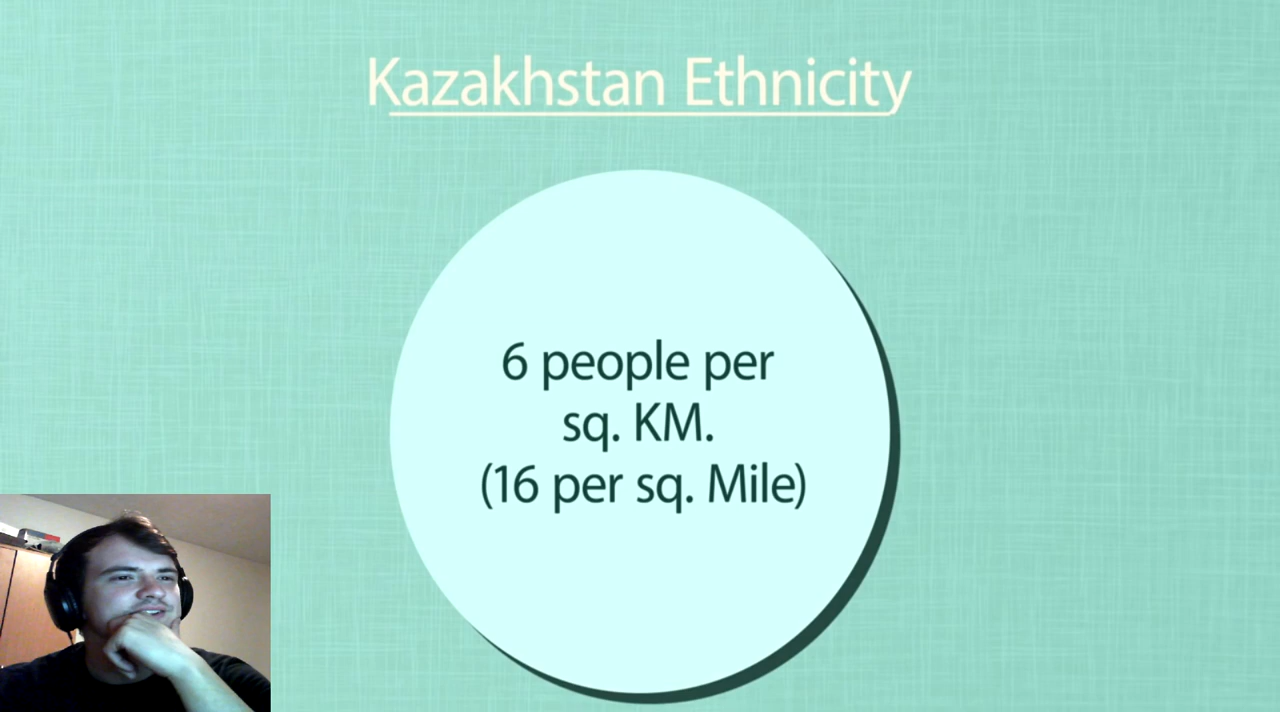 Kazakhstan Ethnicity
6 people per
sq. KM.
(16 per sq. Mile)